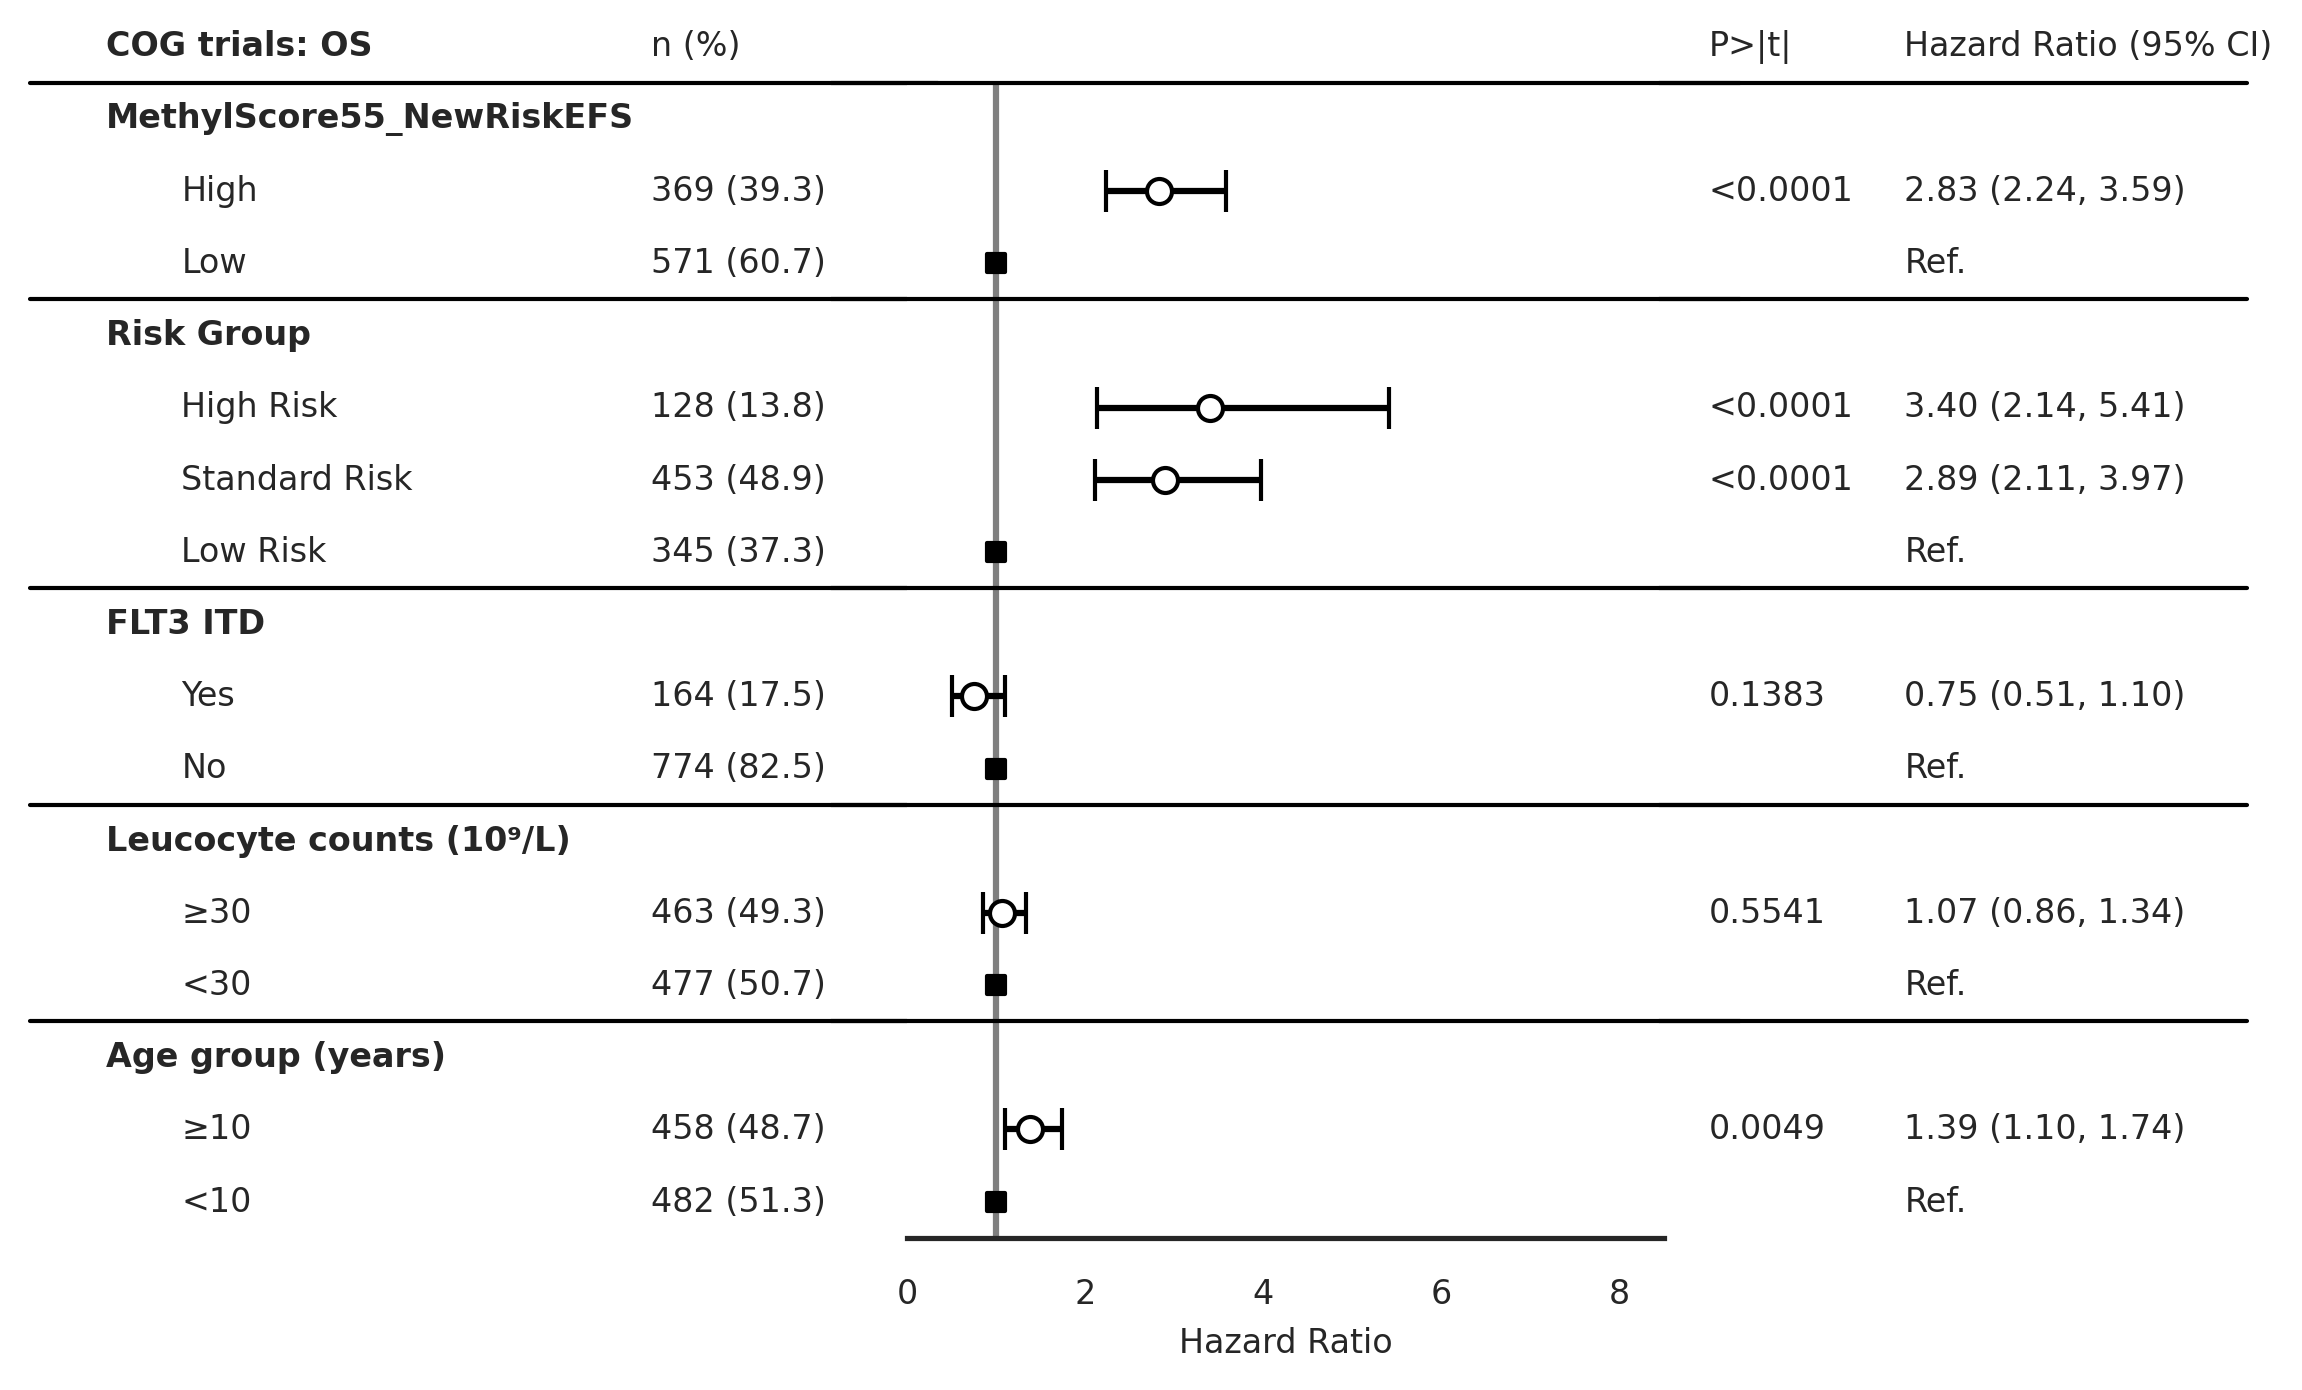 COG trials: OS n (%) P>|t| Hazard Ratio (95% CI)
MethylScore55_NewRiskEFS
High 369 (39.3) <0.0001 2.83 (2.24, 3.59)
Low 571 (60.7) Ref.
Risk Group
High Risk 128 (13.8) <0.0001 3.40 (2.14, 5.41)
Standard Risk 453 (48.9) <0.0001 2.89 (2.11, 3.97)
Low Risk 345 (37.3) Ref.
FLT3 ITD
Yes 164 (17.5) 0.1383 0.75 (0.51, 1.10)
No 774 (82.5) Ref.
Leucocyte counts (10⁹/L)
≥30 463 (49.3) 0.5541 1.07 (0.86, 1.34)
<30 477 (50.7) Ref.
Age group (years)
≥10 458 (48.7) 0.0049 1.39 (1.10, 1.74)
<10 482 (51.3) Ref.
0 2 4 6 8
Hazard Ratio